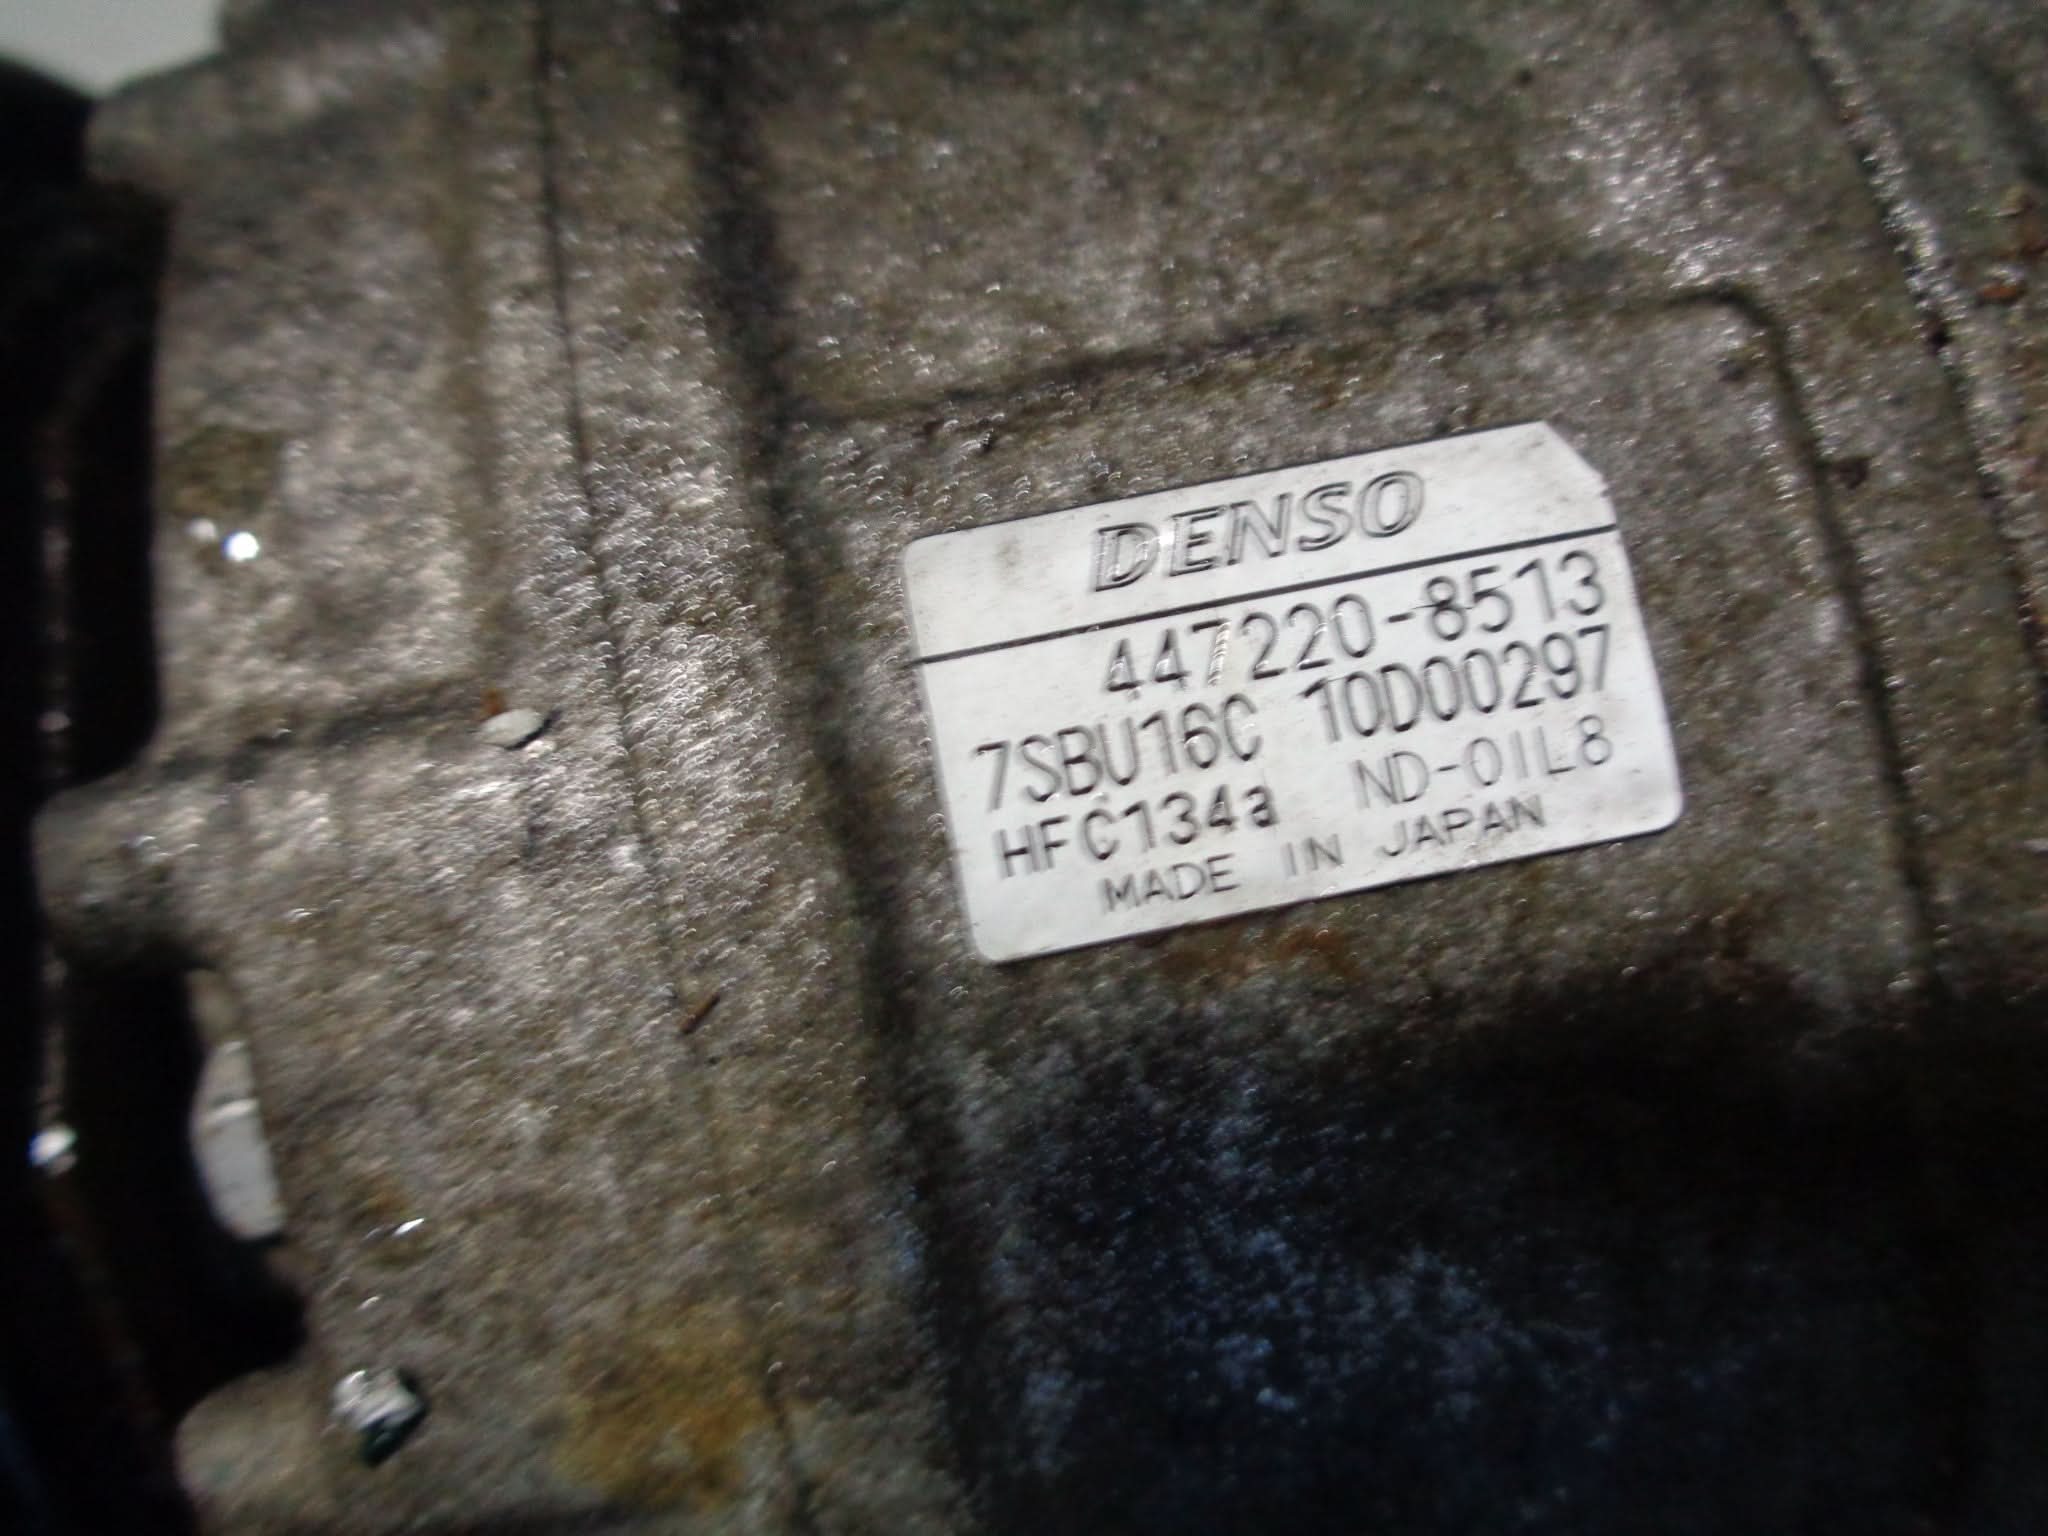 DENSO
447220-8513
7SBU16C 10D00297
HFC134a ND-OIL8
MADE IN JAPAN